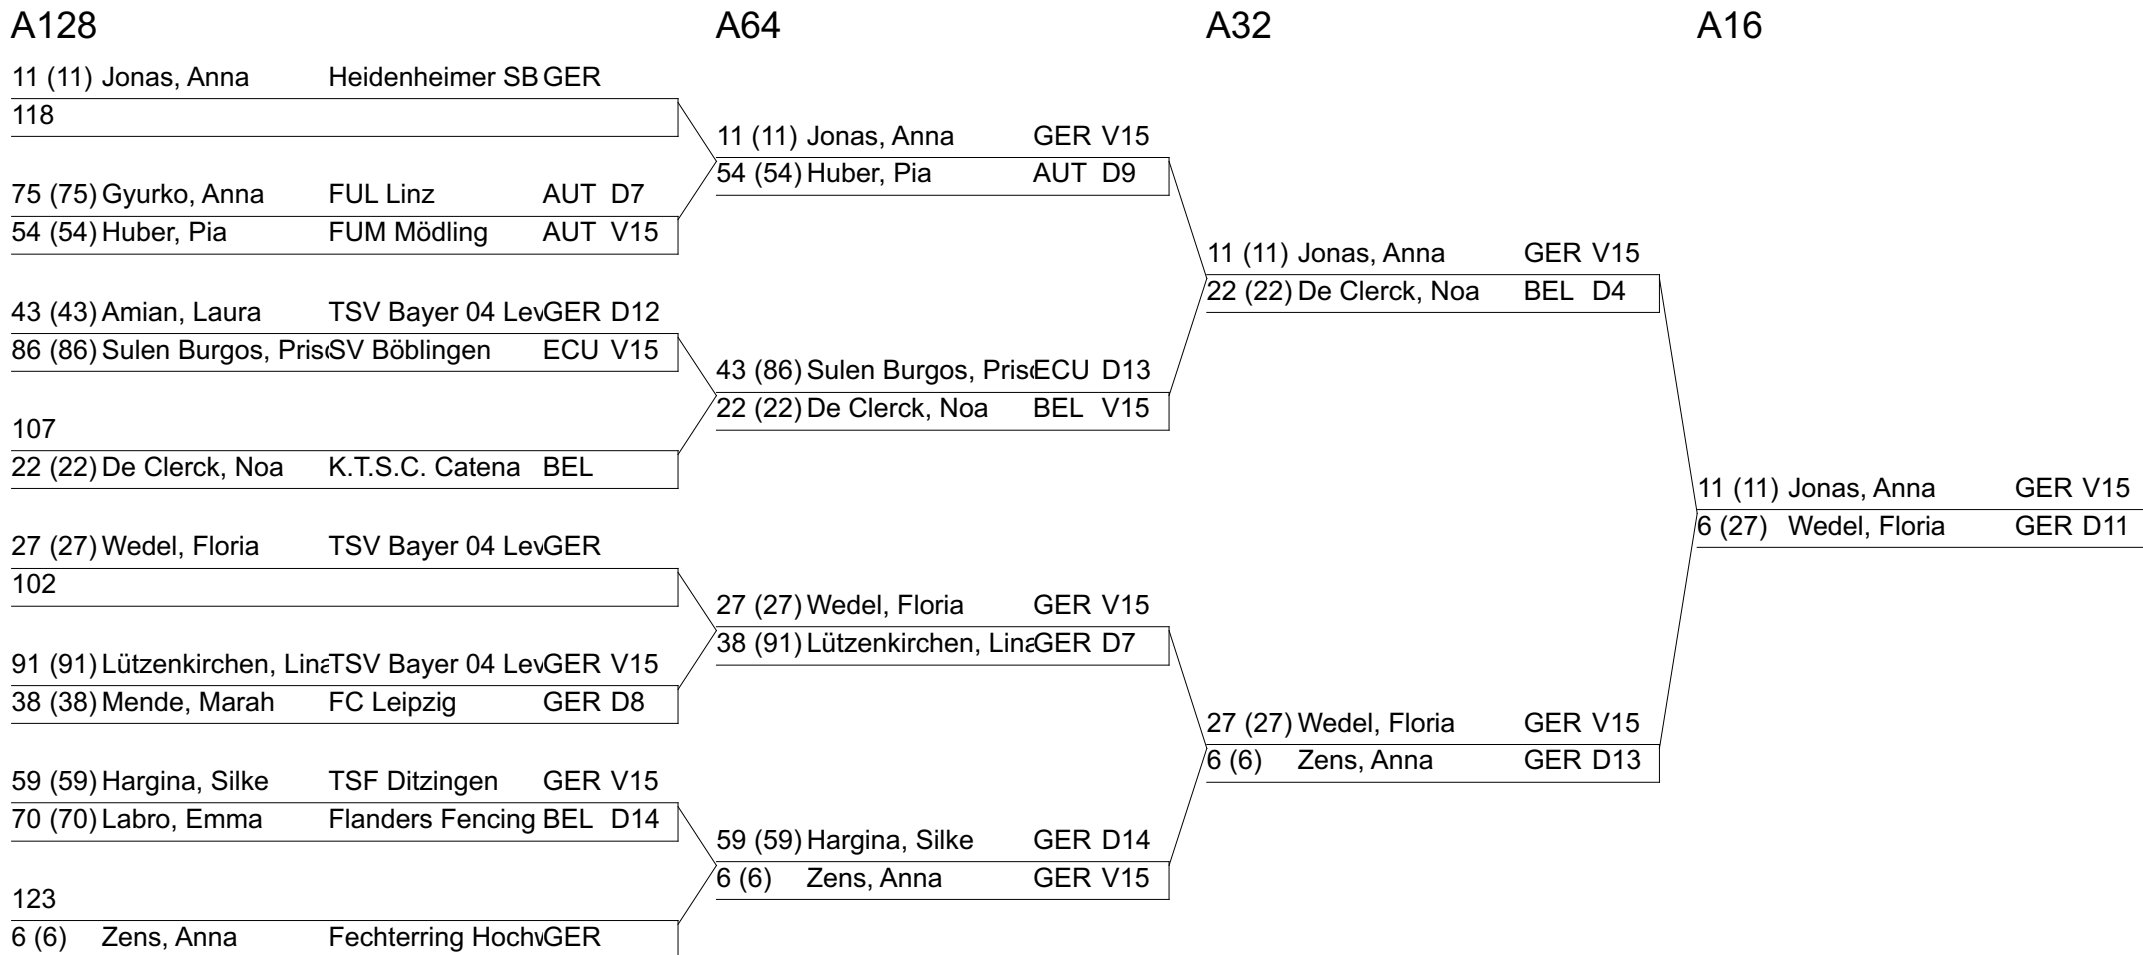 A128 A64 A32 A16
11 (11) Jonas, Anna Heidenheimer SB GER
118
75 (75) Gyurko, Anna FUL Linz AUT D7
54 (54) Huber, Pia FUM Mödling AUT V15
43 (43) Amian, Laura TSV Bayer 04 Lev GER D12
86 (86) Sulen Burgos, Prisc SV Böblingen ECU V15
107
22 (22) De Clerck, Noa K.T.S.C. Catena BEL
27 (27) Wedel, Floria TSV Bayer 04 Lev GER
102
91 (91) Lützenkirchen, Lina TSV Bayer 04 Lev GER V15
38 (38) Mende, Marah FC Leipzig GER D8
59 (59) Hargina, Silke TSF Ditzingen GER V15
70 (70) Labro, Emma Flanders Fencing BEL D14
123
6 (6) Zens, Anna Fechterring Hochw GER
11 (11) Jonas, Anna GER V15
54 (54) Huber, Pia AUT D9
43 (86) Sulen Burgos, Prisc ECU D13
22 (22) De Clerck, Noa BEL V15
27 (27) Wedel, Floria GER V15
38 (91) Lützenkirchen, Lina GER D7
59 (59) Hargina, Silke GER D14
6 (6) Zens, Anna GER V15
11 (11) Jonas, Anna GER V15
22 (22) De Clerck, Noa BEL D4
27 (27) Wedel, Floria GER V15
6 (6) Zens, Anna GER D13
11 (11) Jonas, Anna GER V15
6 (27) Wedel, Floria GER D11